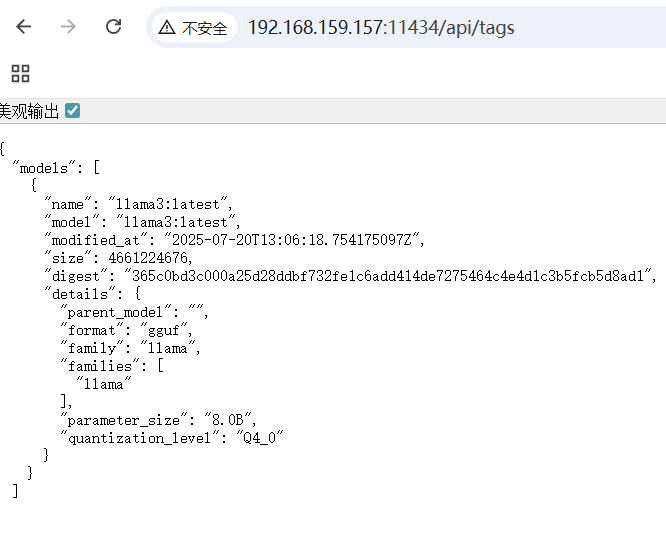 不安全 192.168.159.157:11434/api/tags
美观输出
{
"models": [
{
"name": "llama3:latest",
"model": "llama3:latest",
"modified_at": "2025-07-20T13:06:18.754175097Z",
"size": 4661224676,
"digest": "365c0bd3c000a25d28ddbf732fe1c6add414de7275464c4e4d1c3b5fcb5d8ad1",
"details": {
"parent_model": "",
"format": "gguf",
"family": "llama",
"families": [
"llama"
],
"parameter_size": "8.0B",
"quantization_level": "Q4_0"
}
}
]